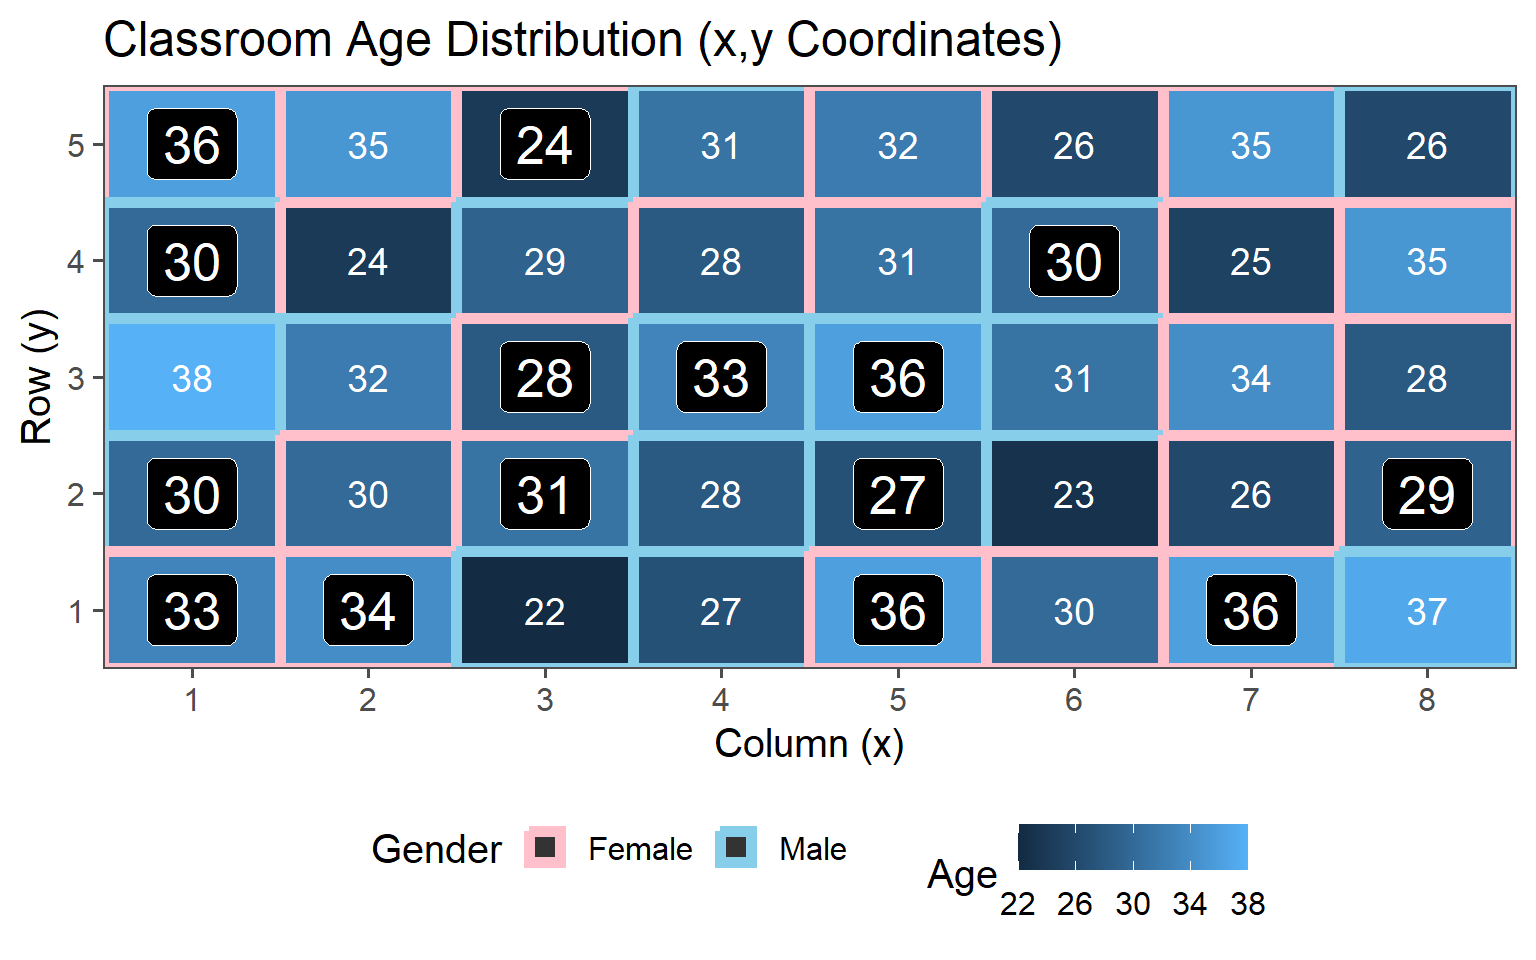 Classroom Age Distribution (x,y Coordinates)
5 36 35 24 31 32 26 35 26
4 30 24 29 28 31 30 25 35
Row (y)
3 38 32 28 33 36 31 34 28
2 30 30 31 28 27 23 26 29
1 33 34 22 27 36 30 36 37
1 2 3 4 5 6 7 8
Column (x)
Gender Female Male
Age
22 26 30 34 38